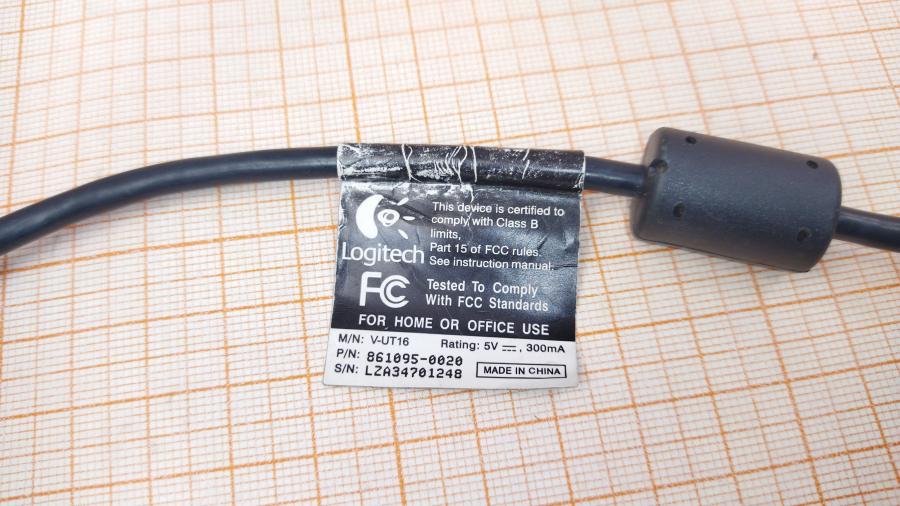 This device is certified to
comply with Class B
limits,
Part 15 of FCC rules.
See instruction manual.
Logitech
FC
Tested To Comply
With FCC Standards
FOR HOME OR OFFICE USE
M/N: V-UT16 Rating: 5V ⎓, 300mA
P/N: 861095-0020
S/N: LZA34701248 MADE IN CHINA